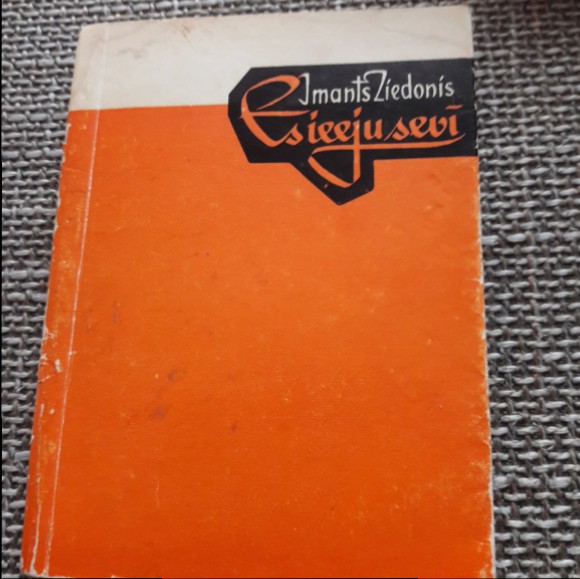 Imants Ziedonis
Es ieeju sevī